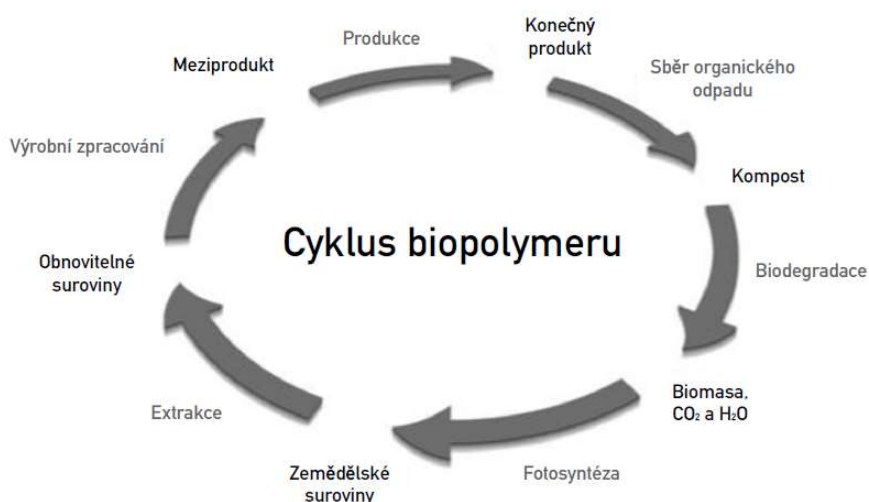 Produkce
Konečný
produkt
Meziprodukt
Sběr organického
odpadu
Výrobní zpracování
Kompost
Cyklus biopolymeru
Obnovitelné
suroviny
Biodegradace
Biomasa,
CO₂ a H₂O
Extrakce
Zemědělské
suroviny
Fotosyntéza